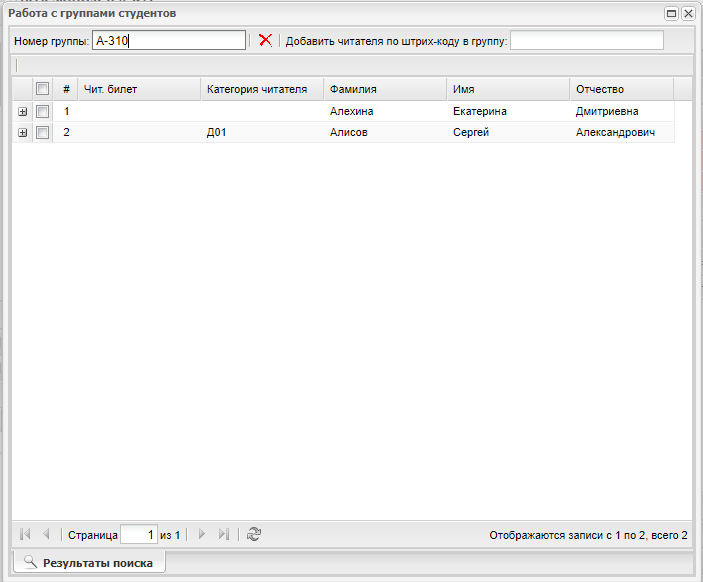 Работа с группами студентов
Номер группы: А-310 Добавить читателя по штрих-коду в группу:
# Чит. билет Категория читателя Фамилия Имя Отчество
1 Алехина Екатерина Дмитриевна
2 Д01 Алисов Сергей Александрович
Страница 1 из 1 Отображаются записи с 1 по 2, всего 2
Результаты поиска